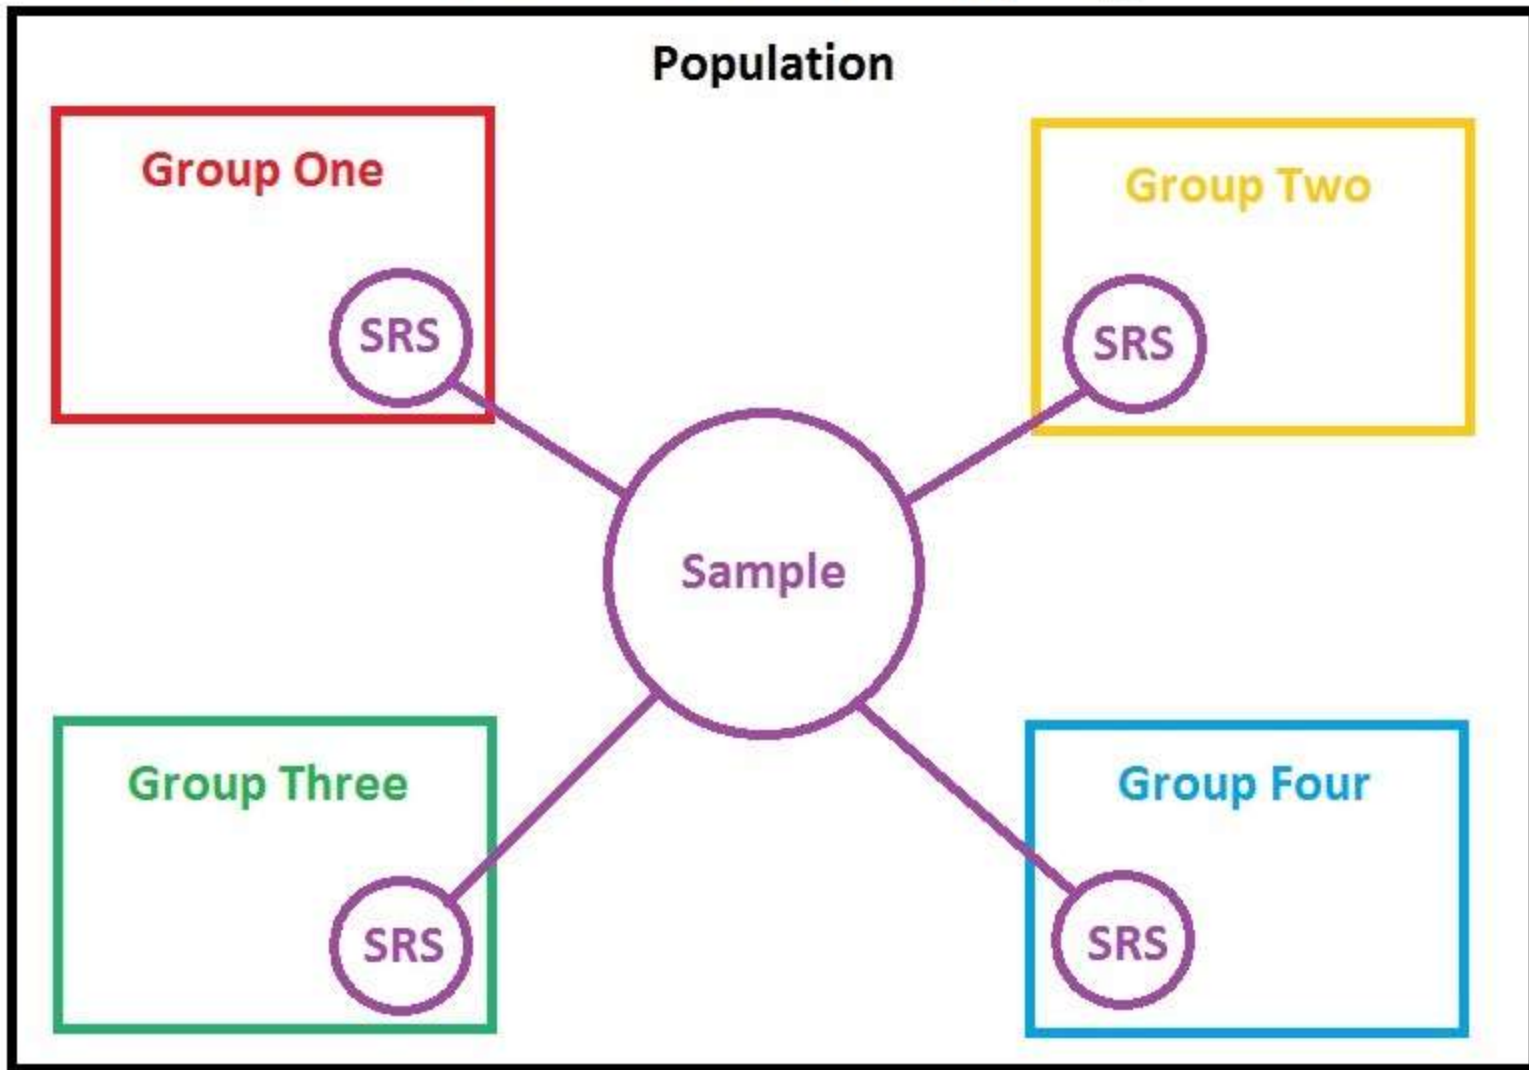 Population
Group One
Group Two
SRS
SRS
Sample
Group Three
Group Four
SRS
SRS